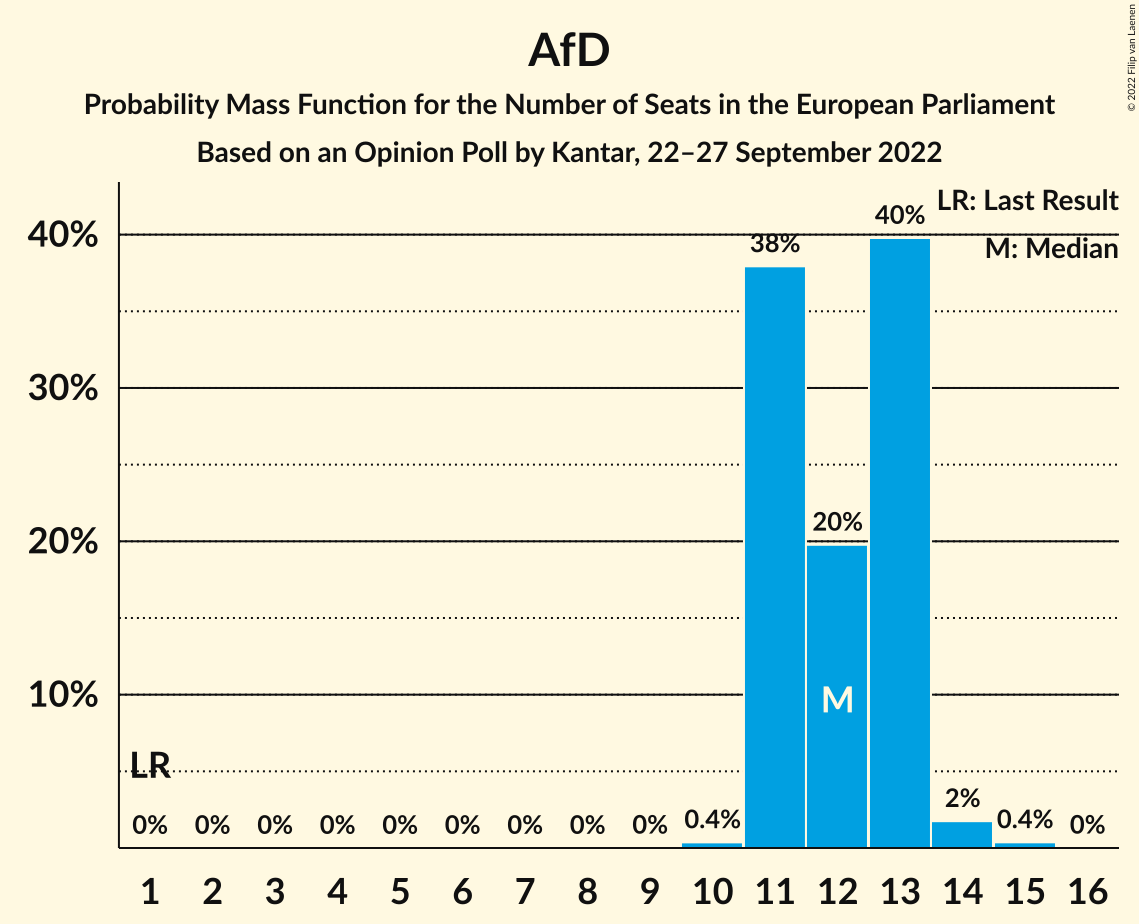 AfD
Probability Mass Function for the Number of Seats in the European Parliament
Based on an Opinion Poll by Kantar, 22–27 September 2022
© 2022 Filip van Laenen
LR: Last Result
M: Median
40%
30%
20%
10%
LR
M
0% 0% 0% 0% 0% 0% 0% 0% 0% 0.4% 38% 20% 40% 2% 0.4% 0%
1 2 3 4 5 6 7 8 9 10 11 12 13 14 15 16